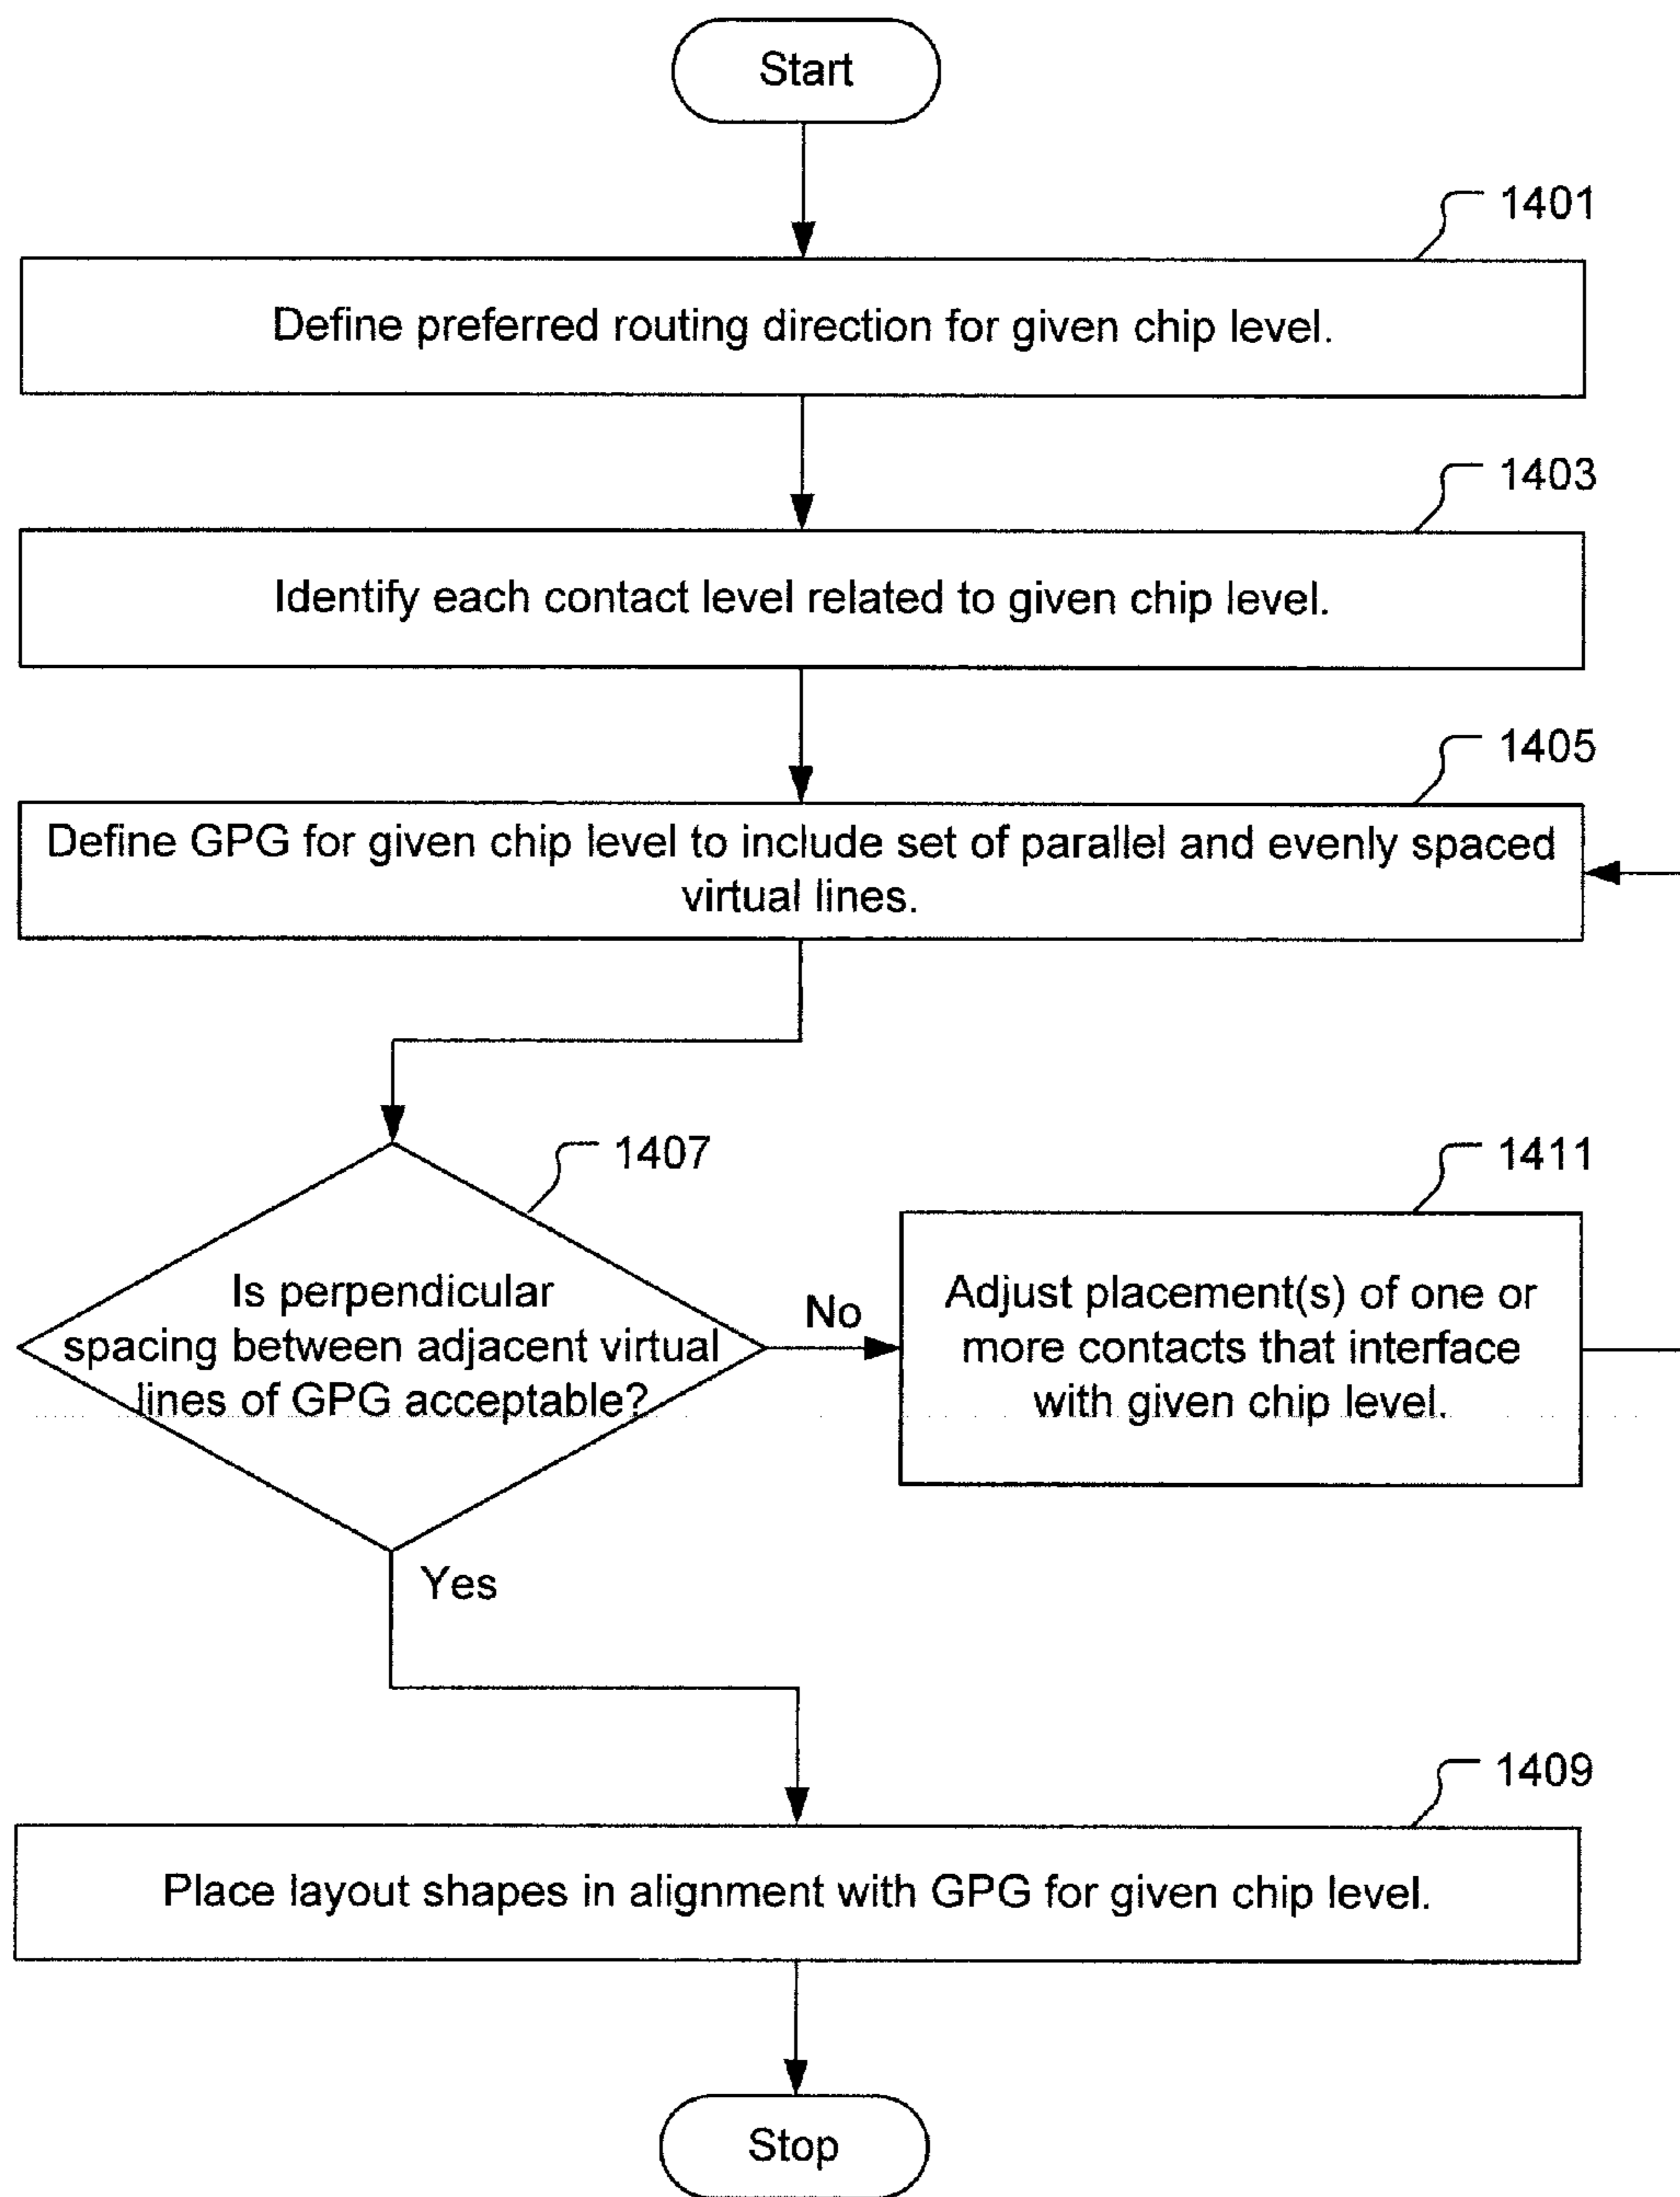 Start
1401
Define preferred routing direction for given chip level.
1403
Identify each contact level related to given chip level.
1405
Define GPG for given chip level to include set of parallel and evenly spaced
virtual lines.
1407
Is perpendicular
spacing between adjacent virtual
lines of GPG acceptable?
No
1411
Adjust placement(s) of one or
more contacts that interface
with given chip level.
Yes
1409
Place layout shapes in alignment with GPG for given chip level.
Stop